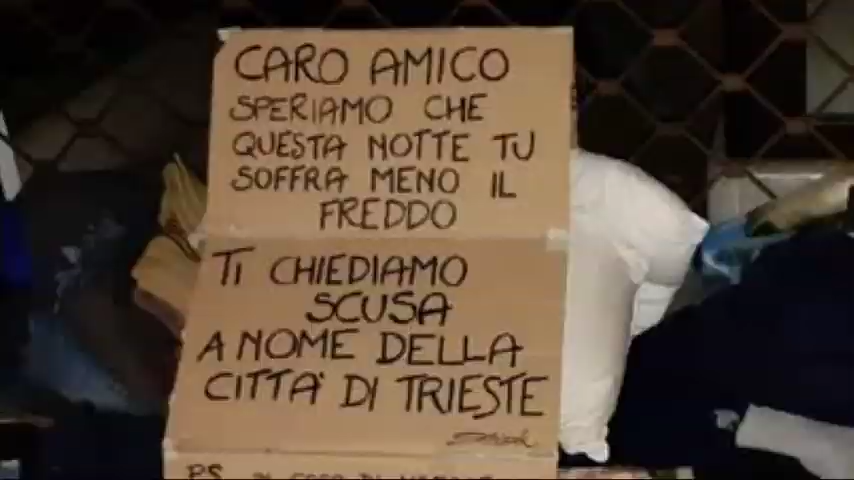 CARO AMICO
SPERIAMO CHE
QUESTA NOTTE TU
SOFFRA MENO IL
FREDDO
TI CHIEDIAMO
SCUSA
A NOME DELLA
CITTA' DI TRIESTE
P.S.